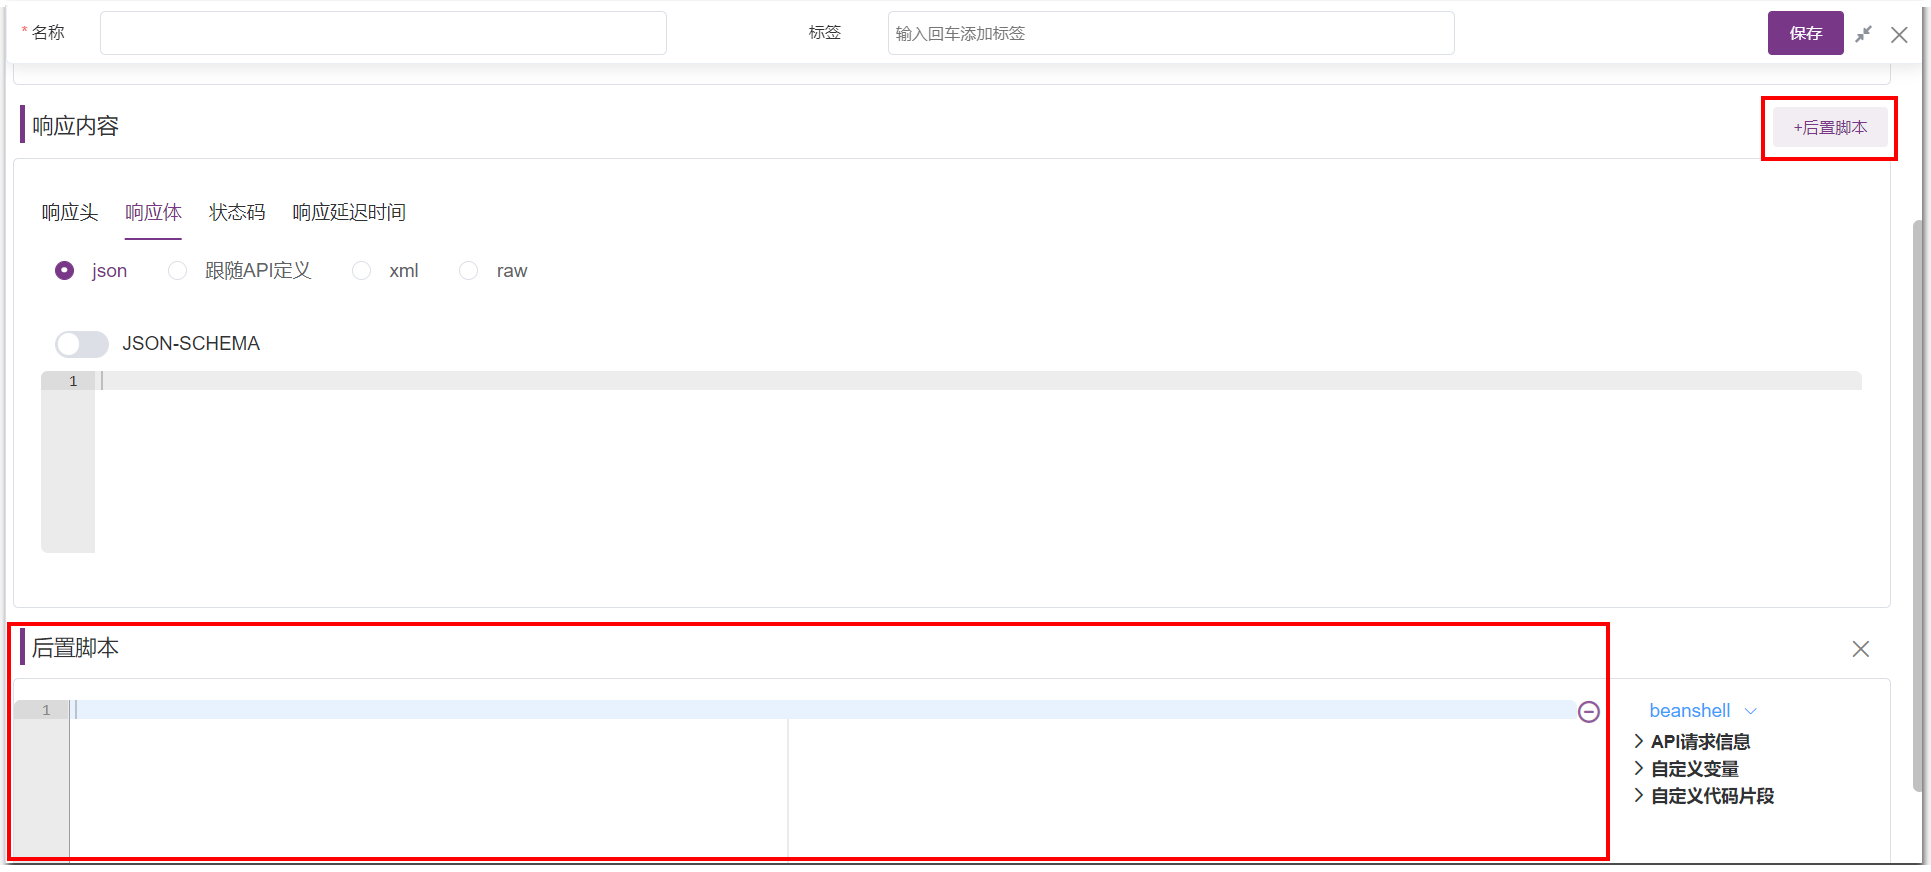 * 名称
标签
输入回车添加标签
保存
响应内容
+后置脚本
响应头 响应体 状态码 响应延迟时间
json 跟随API定义 xml raw
JSON-SCHEMA
1
后置脚本
1
beanshell
API请求信息
自定义变量
自定义代码片段